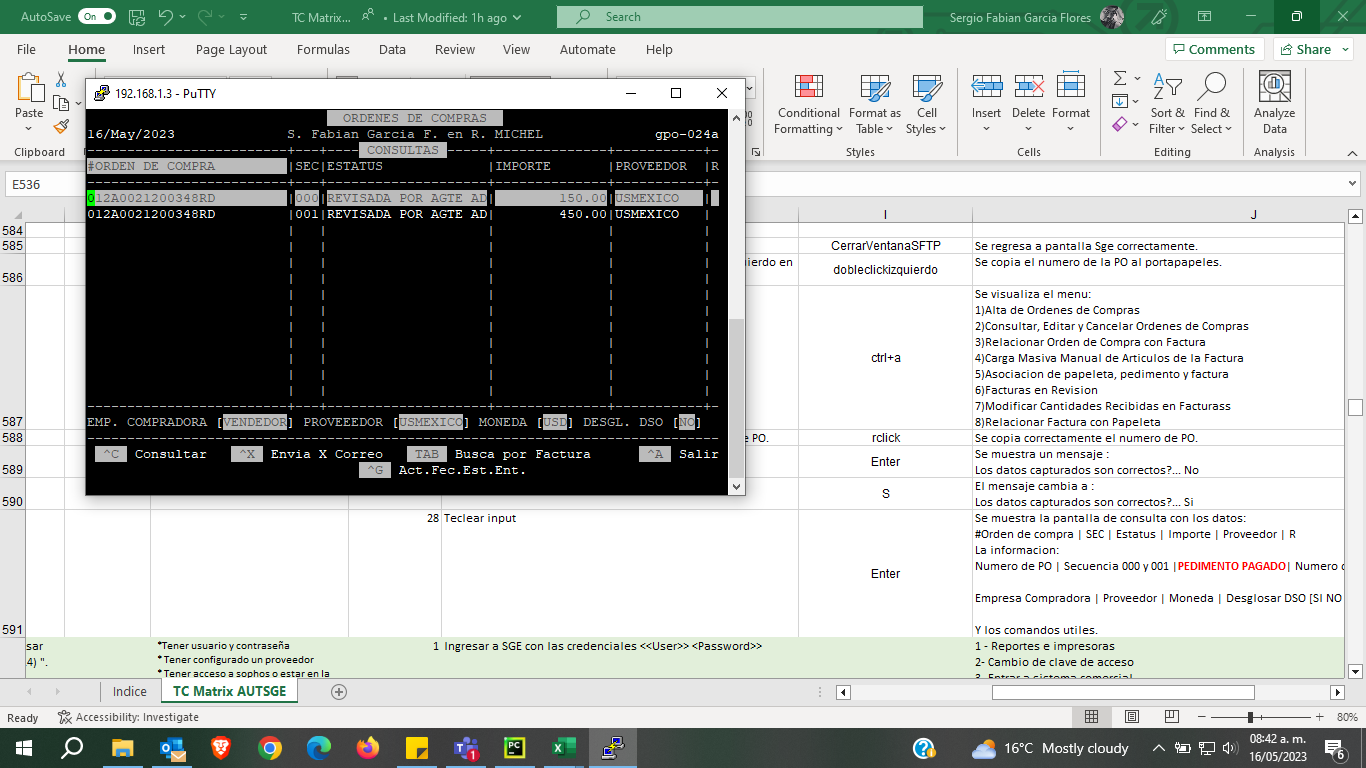 AutoSave On TC Matrix... • Last Modified: 1h ago Search Sergio Fabian Garcia Flores
File Home Insert Page Layout Formulas Data Review View Automate Help Comments Share
Paste
Clipboard
Conditional Formatting
Format as Table
Cell Styles
Styles
Insert Delete Format
Cells
Sort & Filter
Find & Select
Editing
Analyze Data
Analysis
E536
192.168.1.3 - PuTTY
ORDENES DE COMPRAS
16/May/2023 S. Fabian Garcia F. en R. MICHEL gpo-024a
CONSULTAS
#ORDEN DE COMPRA |SEC|ESTATUS |IMPORTE |PROVEEDOR |R
012A0021200348RD |000|REVISADA POR AGTE AD| 150.00|USMEXICO |
012A0021200348RD |001|REVISADA POR AGTE AD| 450.00|USMEXICO |
EMP. COMPRADORA [VENDEDOR] PROVEEEDOR [USMEXICO] MONEDA [USD] DESGL. DSO [NO]
^C Consultar ^X Envia X Correo TAB Busca por Factura ^A Salir
^G Act.Fec.Est.Ent.
I J
584
585 CerrarVentanaSFTP Se regresa a pantalla Sge correctamente.
586 ierdo en dobleclickizquierdo Se copia el numero de la PO al portapapeles.
587 ctrl+a Se visualiza el menu:
1)Alta de Ordenes de Compras
2)Consultar, Editar y Cancelar Ordenes de Compras
3)Relacionar Orden de Compra con Factura
4)Carga Masiva Manual de Articulos de la Factura
5)Asociacion de papeleta, pedimento y factura
6)Facturas en Revision
7)Modificar Cantidades Recibidas en Facturass
8)Relacionar Factura con Papeleta
588 e PO. rclick Se copia correctamente el numero de PO.
589 Enter Se muestra un mensaje :
Los datos capturados son correctos?... No
590 S El mensaje cambia a :
Los datos capturados son correctos?... Si
591 28 Teclear input Enter Se muestra la pantalla de consulta con los datos:
#Orden de compra | SEC | Estatus | Importe | Proveedor | R
La informacion:
Numero de PO | Secuencia 000 y 001 |PEDIMENTO PAGADO| Numero
Empresa Compradora | Proveedor | Moneda | Desglosar DSO [SI NO
Y los comandos utiles.
sar *Tener usuario y contraseña 1 Ingresar a SGE con las credenciales <<User>> <Password>> 1 - Reportes e impresoras
4) ". * Tener configurado un proveedor 2- Cambio de clave de acceso
* Tener acceso a sophos o estar en la 3- Entrar a sistema comercial
Indice TC Matrix AUTSGE
Ready Accessibility: Investigate 80%
16°C Mostly cloudy 08:42 a. m.
16/05/2023
1
6